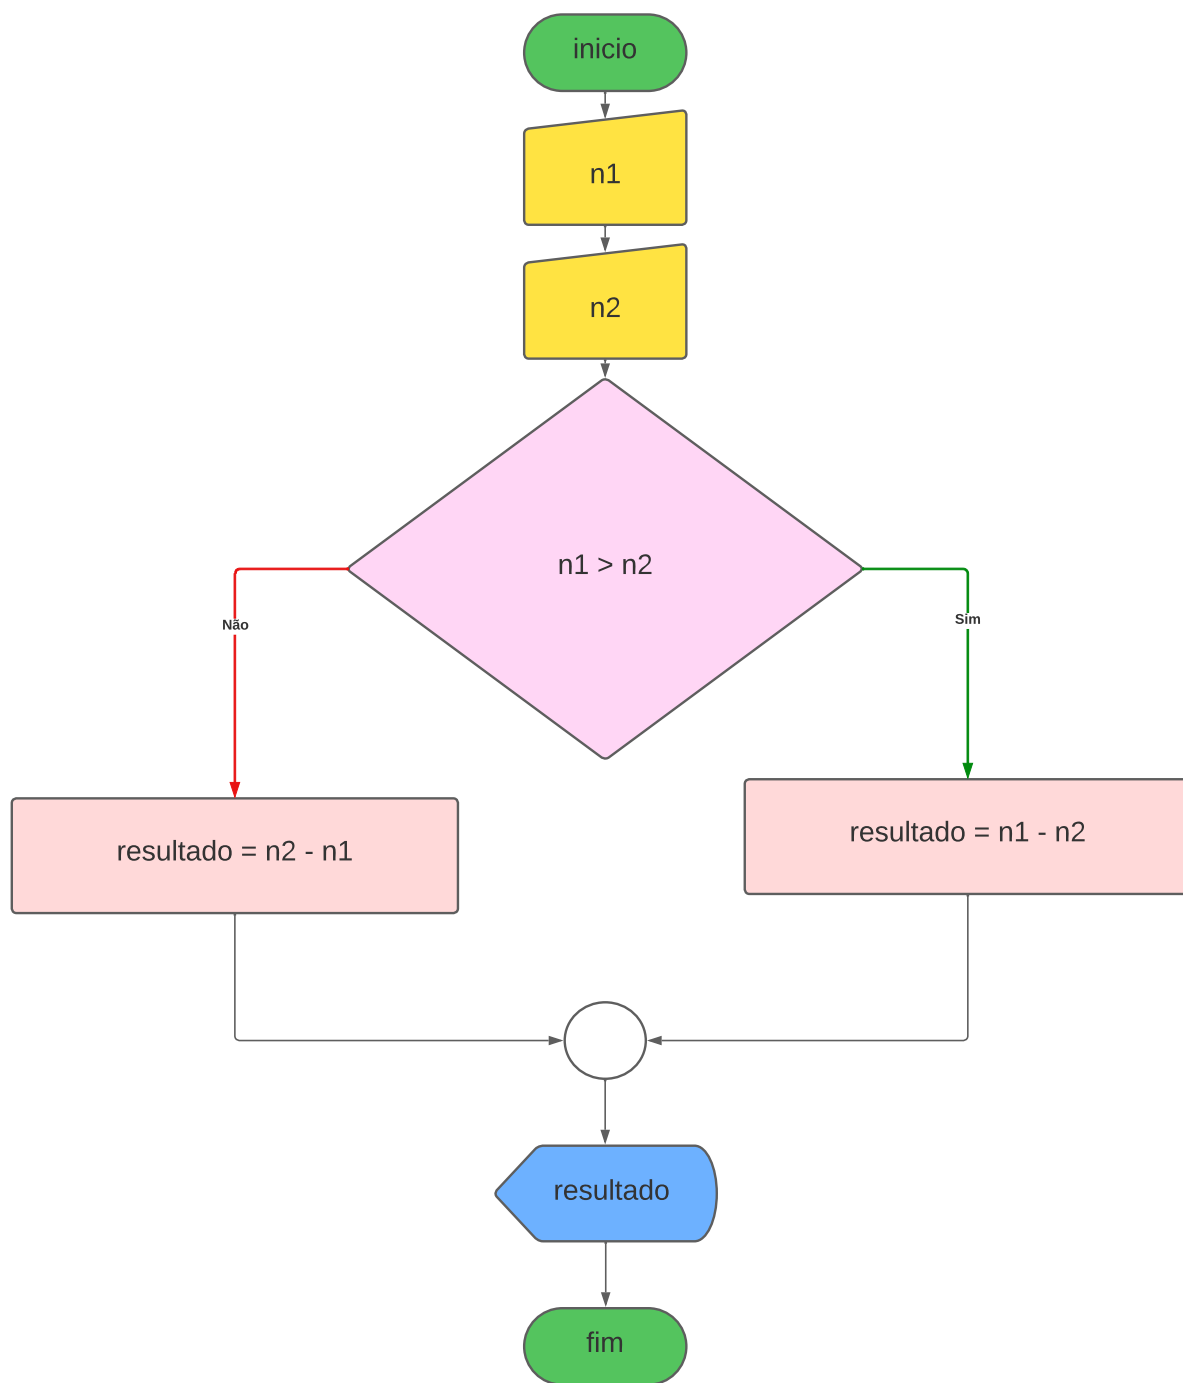 inicio
n1
n2
n1 > n2
Não
Sim
resultado = n2 - n1
resultado = n1 - n2
resultado
fim